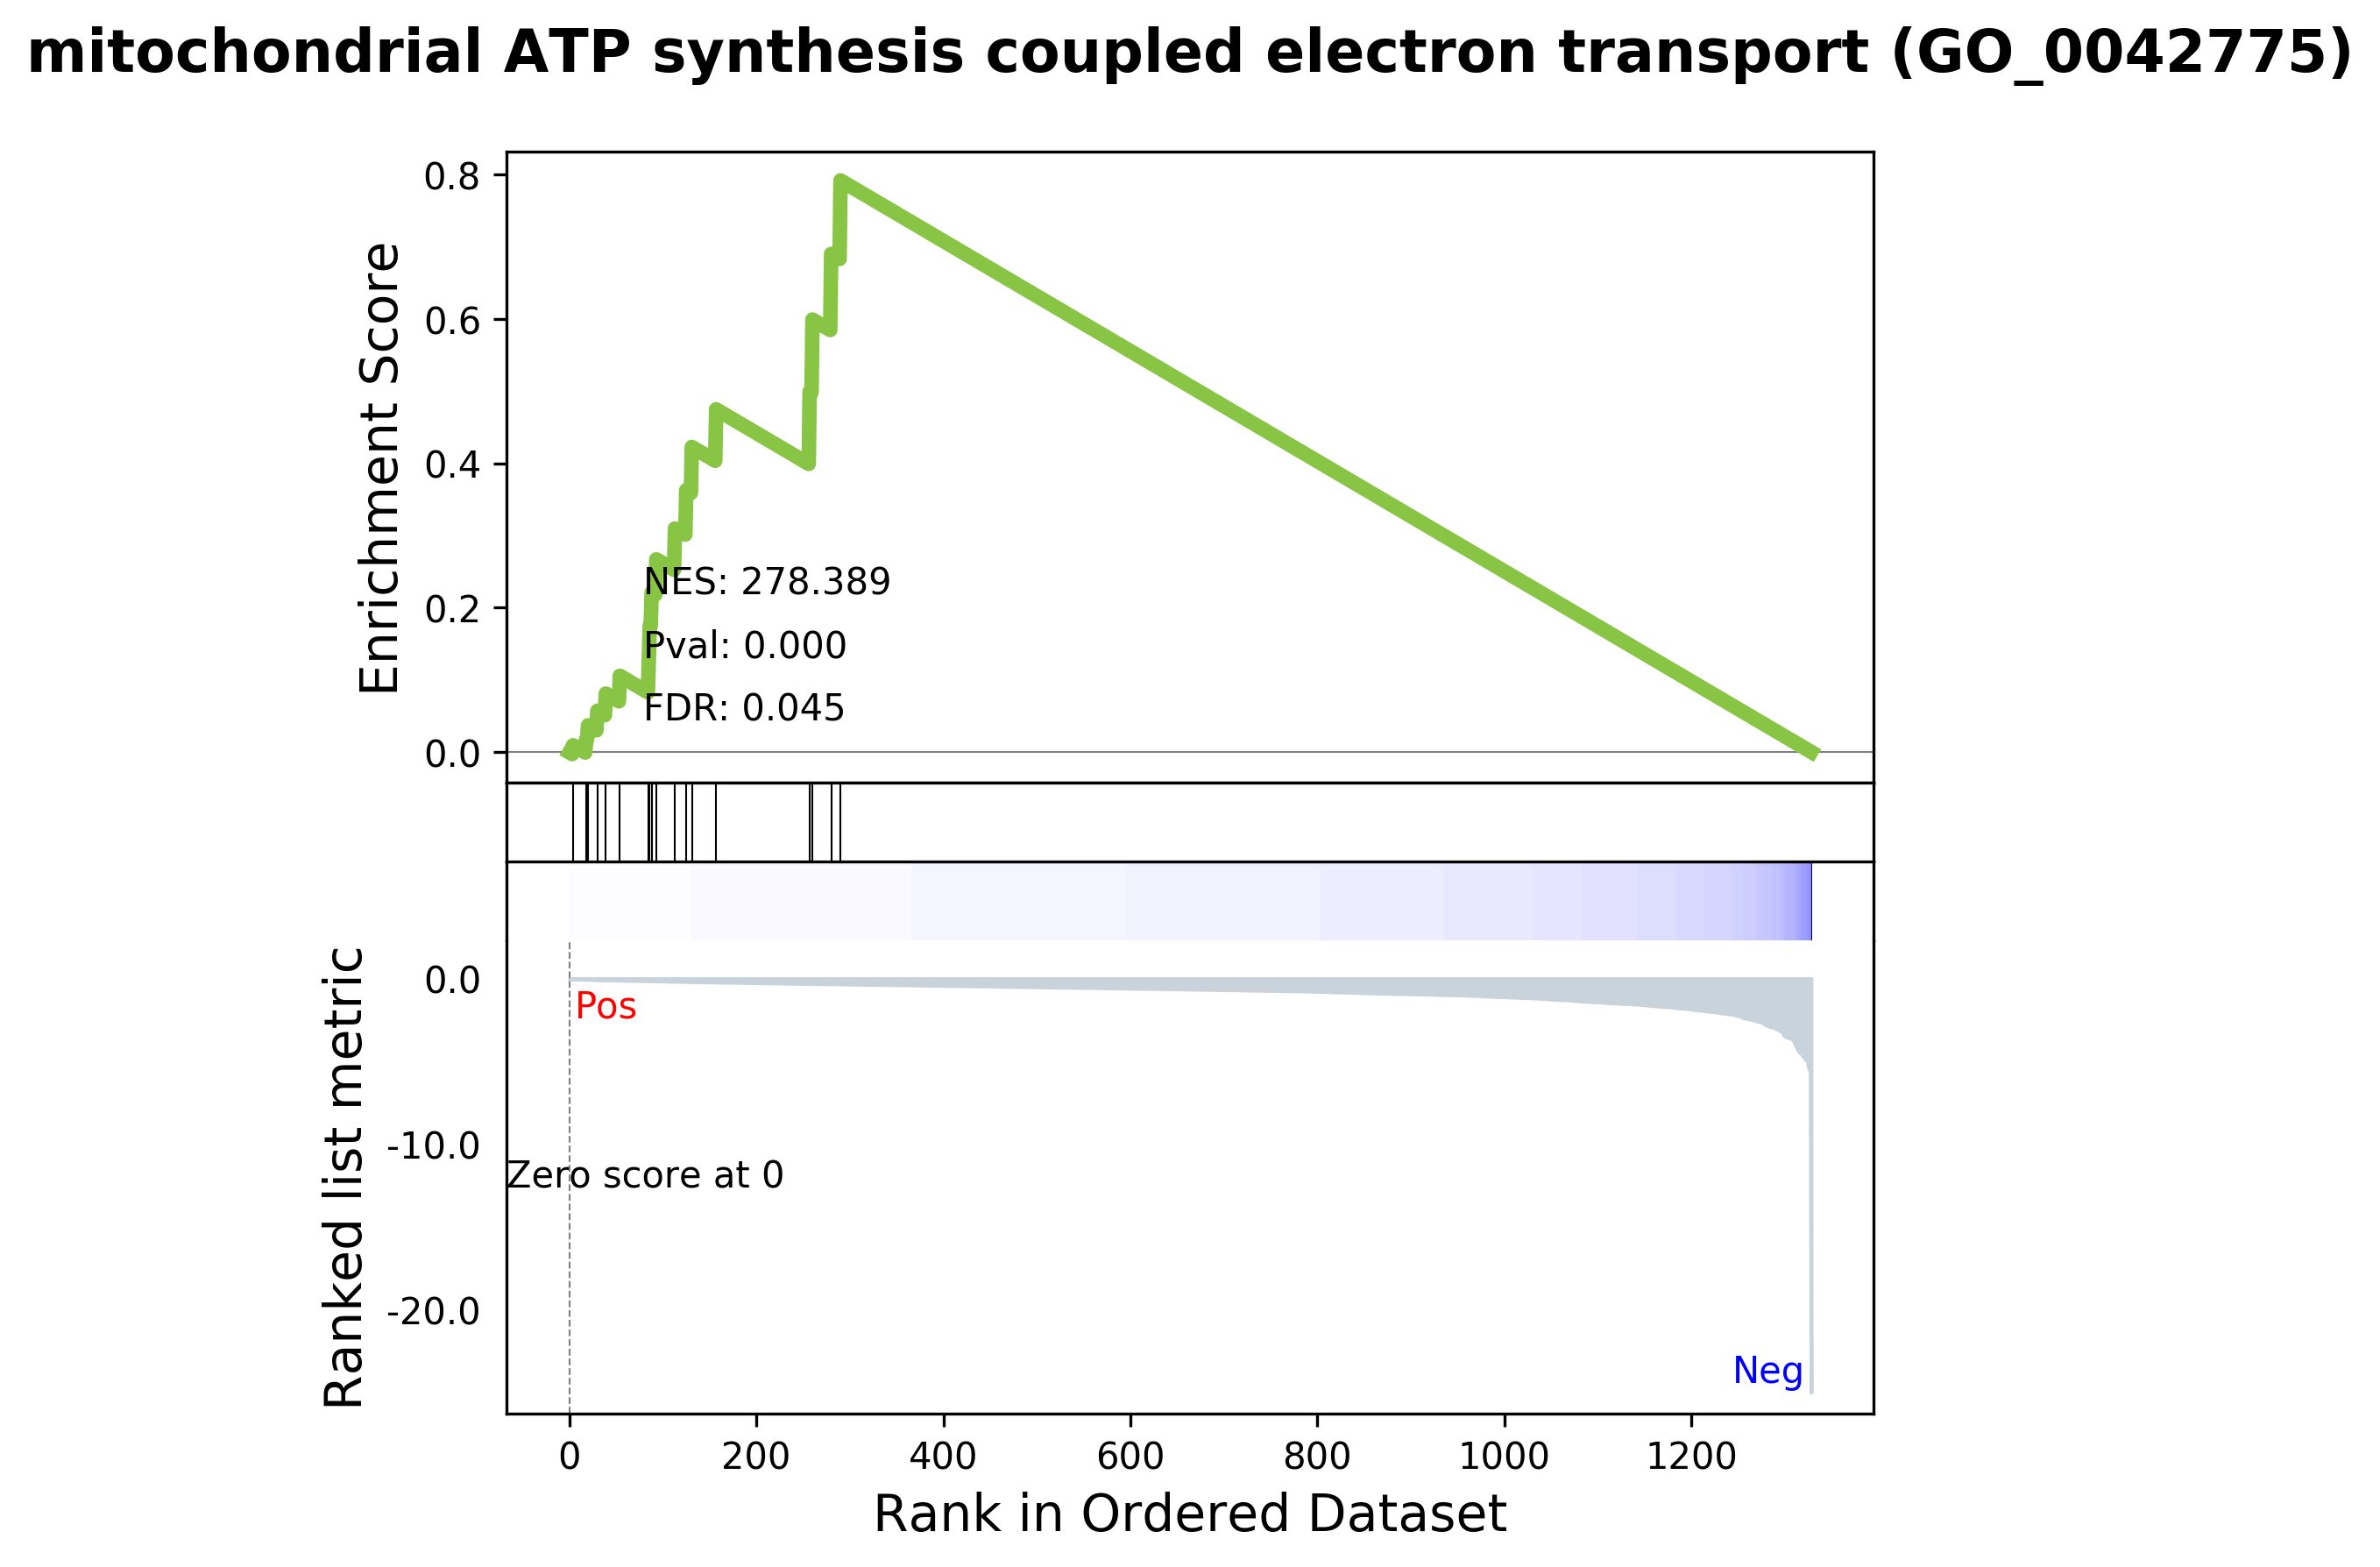 mitochondrial ATP synthesis coupled electron transport (GO_0042775)
Enrichment Score
0.8
0.6
0.4
0.2
0.0
NES: 278.389
Pval: 0.000
FDR: 0.045
Ranked list metric
0.0
-10.0
-20.0
Pos
Zero score at 0
Neg
0 200 400 600 800 1000 1200
Rank in Ordered Dataset